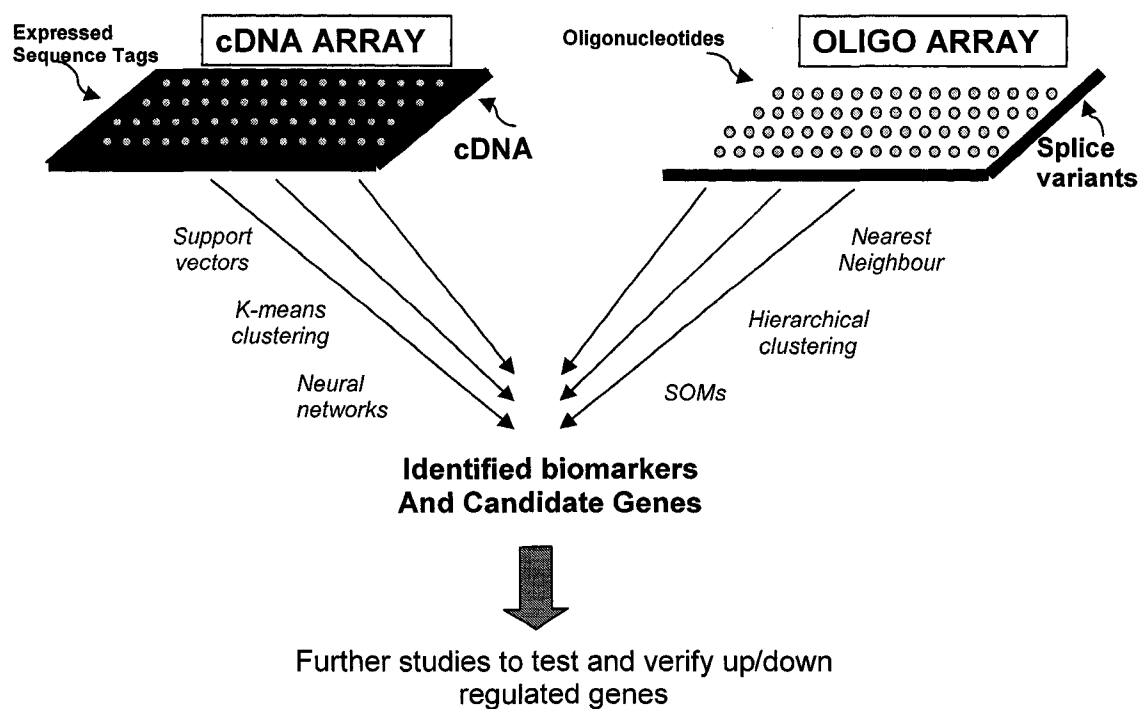 Expressed
Sequence Tags
cDNA ARRAY
cDNA
Oligonucleotides
OLIGO ARRAY
Splice
variants
Support
vectors
K-means
clustering
Neural
networks
Nearest
Neighbour
Hierarchical
clustering
SOMs
Identified biomarkers
And Candidate Genes
Further studies to test and verify up/down
regulated genes